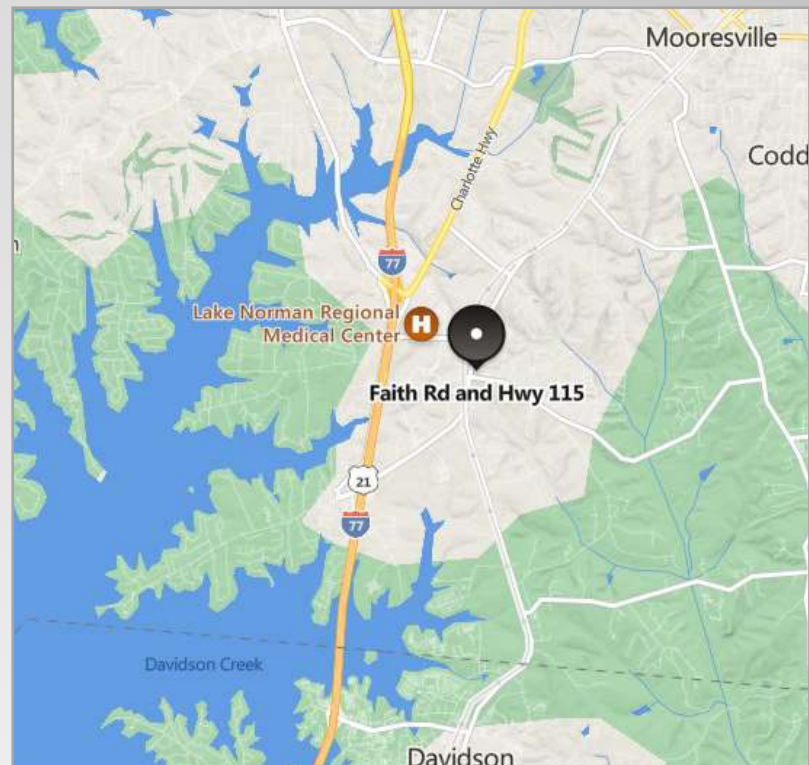 Mooresville
Codd
Charlotte Hwy
n
77
Lake Norman Regional
Medical Center
H
Faith Rd and Hwy 115
21
77
Davidson Creek
Davidson